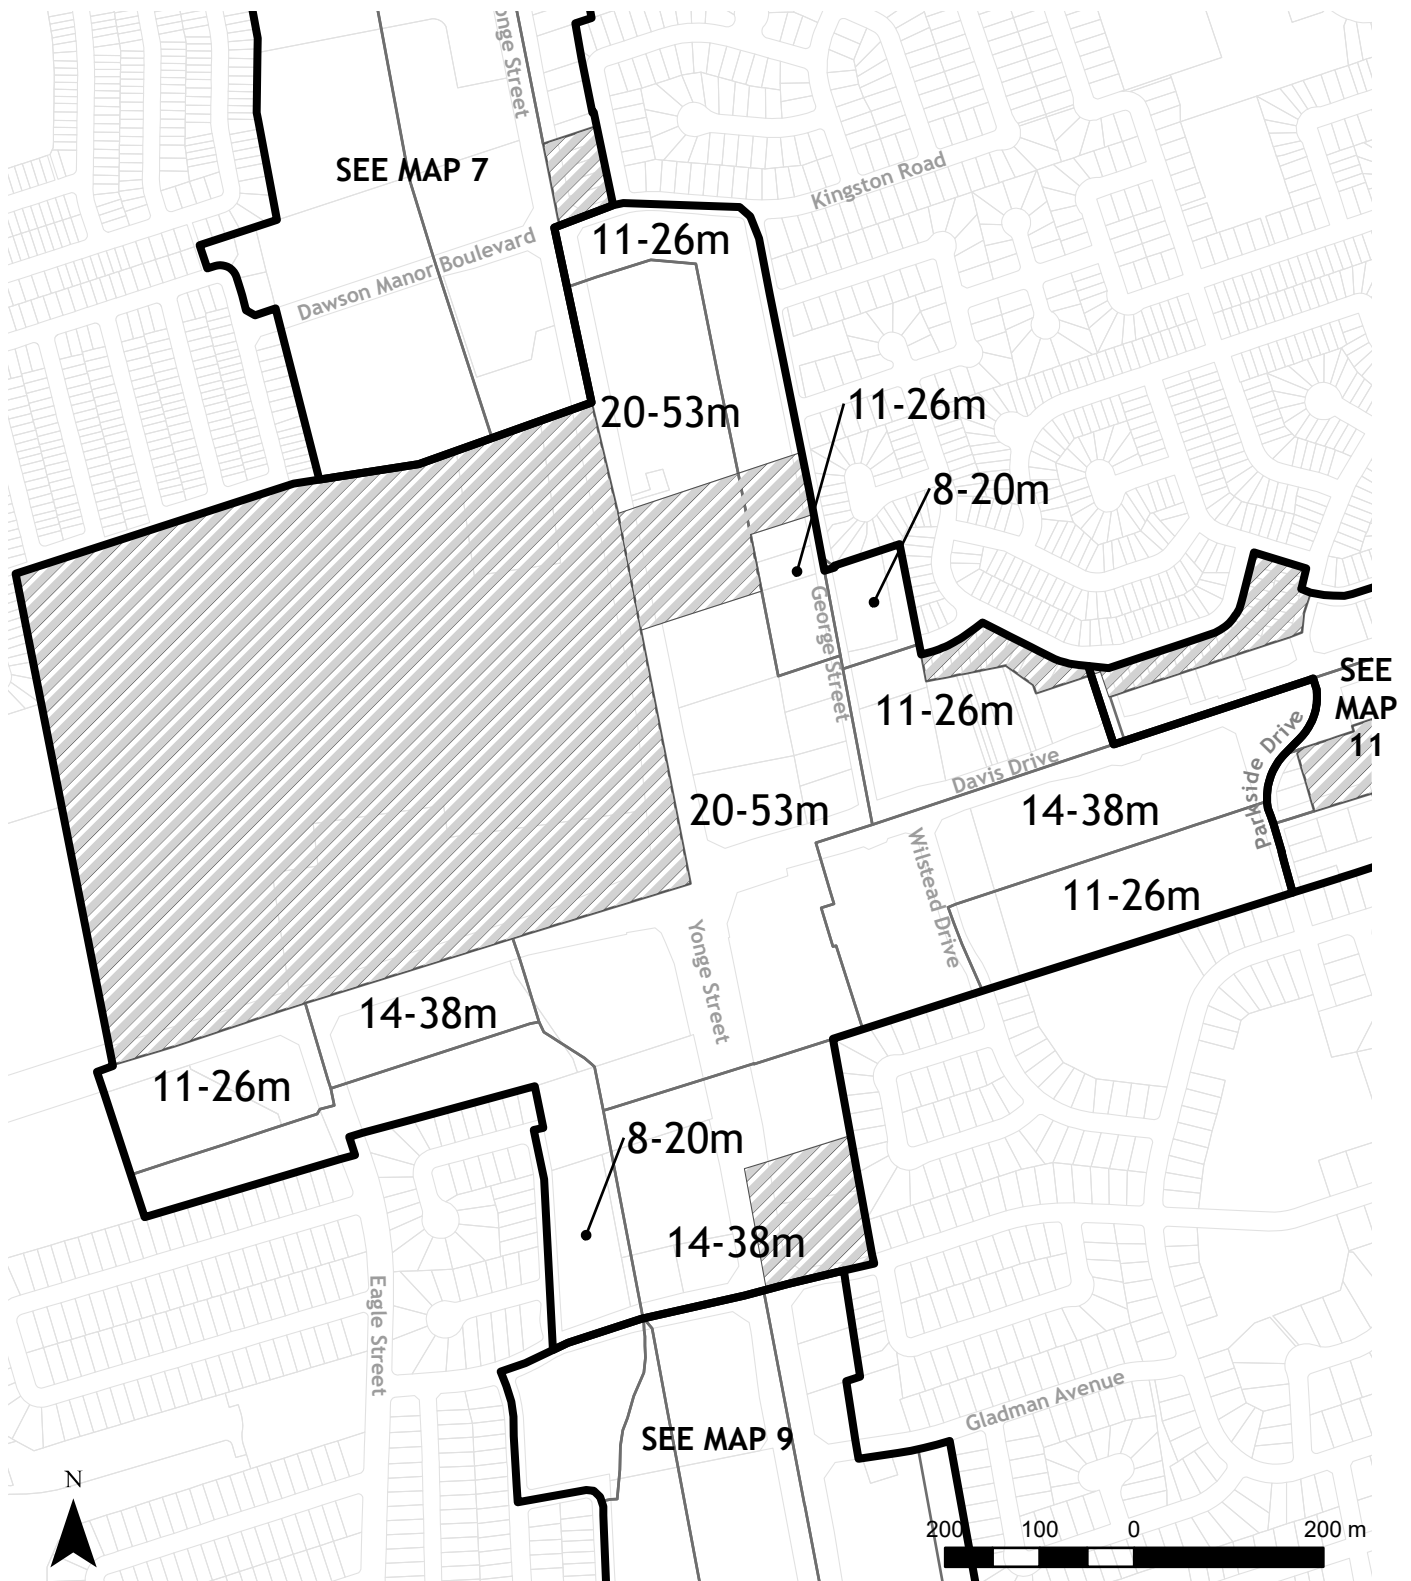 onge Street
SEE MAP 7
Kingston Road
11-26m
Dawson Manor Boulevard
20-53m
11-26m
8-20m
George Street
SEE
MAP
11
11-26m
Davis Drive
Parkside Drive
20-53m
14-38m
Wilstead Drive
11-26m
Yonge Street
14-38m
11-26m
8-20m
14-38m
Eagle Street
Gladman Avenue
SEE MAP 9
N
200 100 0 200 m